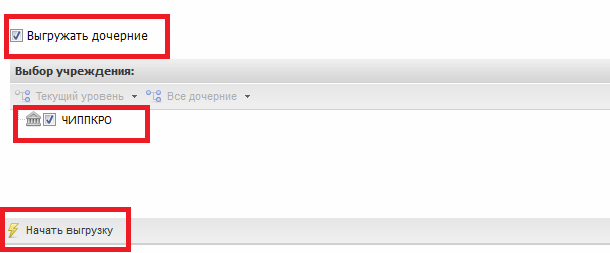 Выгружать дочерние
Выбор учреждения:
Текущий уровень Все дочерние
ЧИППКРО
Начать выгрузку